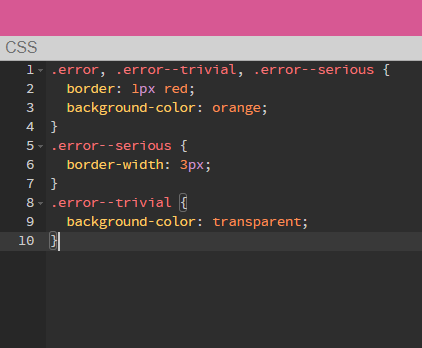 CSS
1 .error, .error--trivial, .error--serious {
2   border: 1px red;
3   background-color: orange;
4 }
5 .error--serious {
6   border-width: 3px;
7 }
8 .error--trivial {
9   background-color: transparent;
10 }